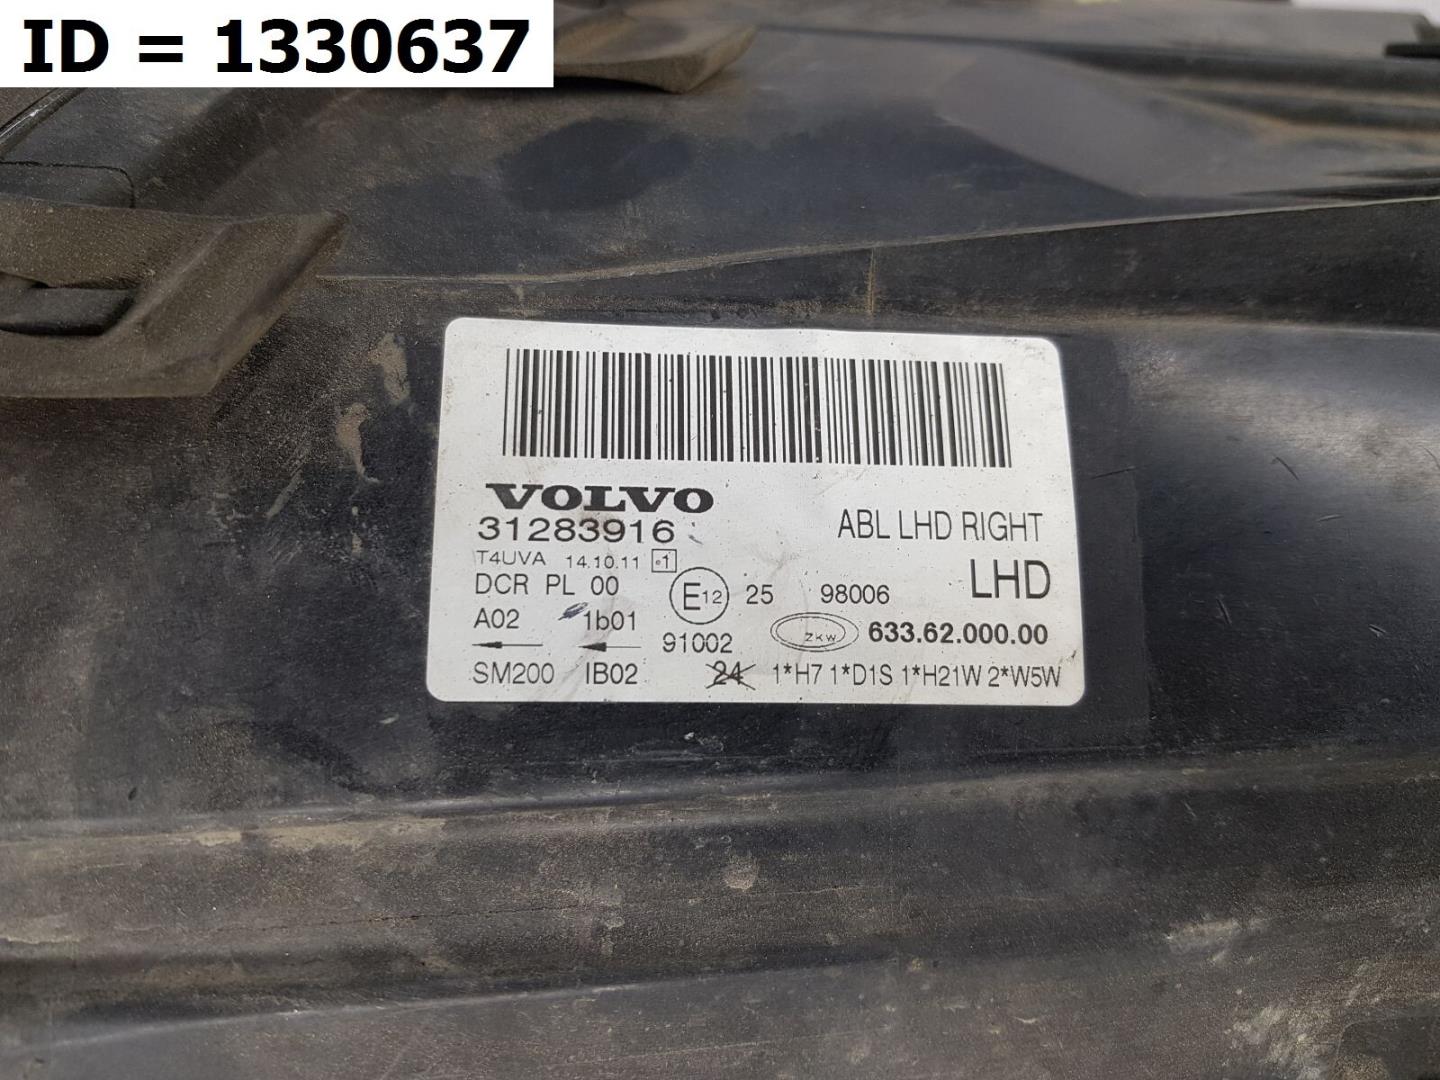 ID = 1330637
VOLVO
31283916
ABL LHD RIGHT
T4UVA 14.10.11 •1
LHD
DCR PL 00
E12 25 98006
A02 1b01
91002 ZKW 633.62.000.00
SM200 IB02 24 1*H7 1*D1S 1*H21W 2*W5W